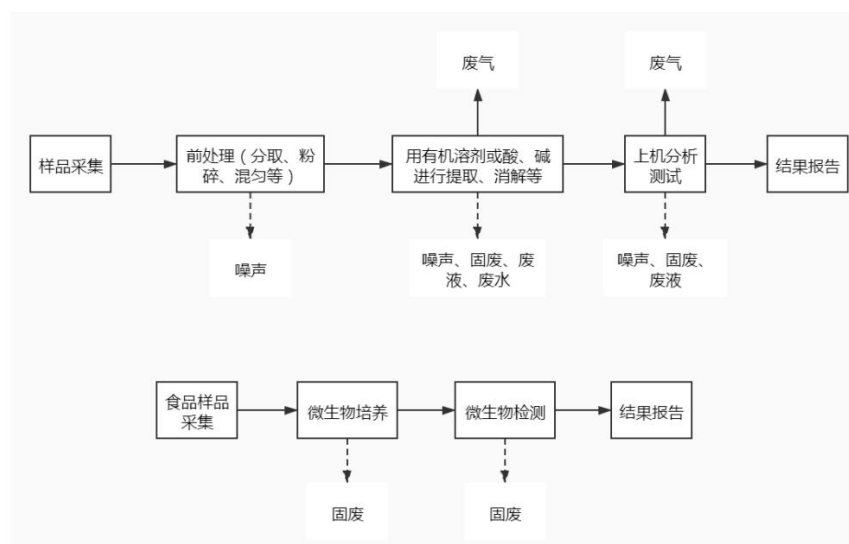 废气
废气
样品采集
前处理（分取、粉
碎、混匀等）
用有机溶剂或酸、碱
进行提取、消解等
上机分析
测试
结果报告
噪声
噪声、固废、废
液、废水
噪声、固废、
废液
食品样品
采集
微生物培养
微生物检测
结果报告
固废
固废